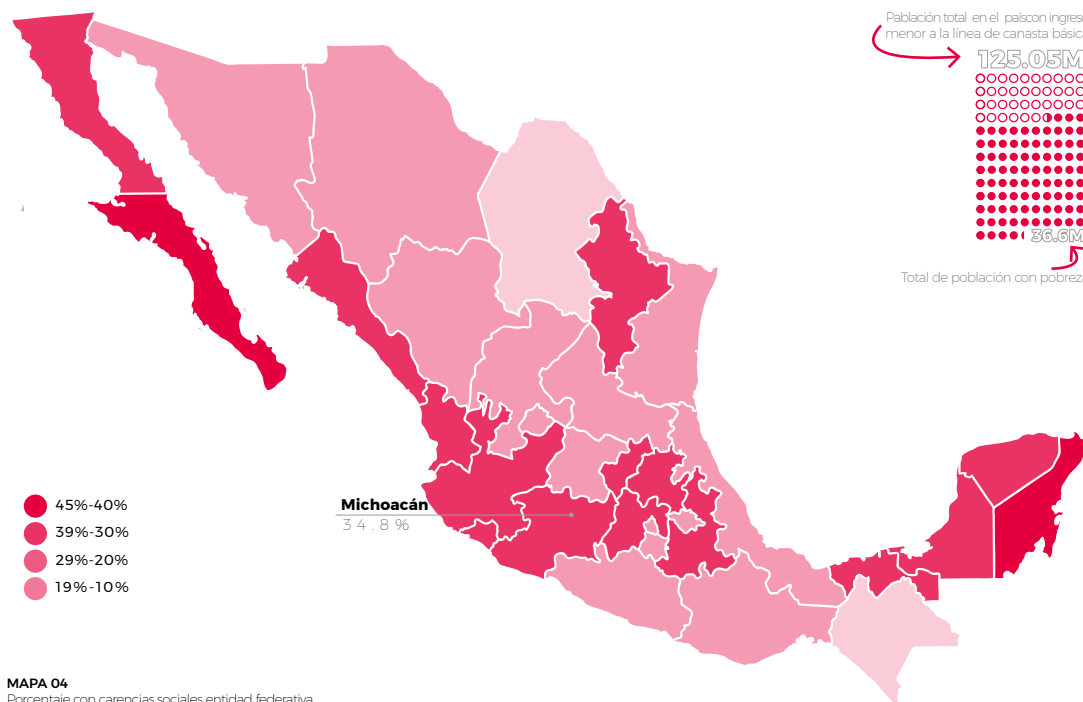 Pablación total en el paíscon ingres
menor a la línea de canasta básic
125.05M
36.6M
Total de población con pobrez
Michoacán
34.8%
45%-40%
39%-30%
29%-20%
19%-10%
MAPA 04
Porcentaje con carencias sociales entidad federativa